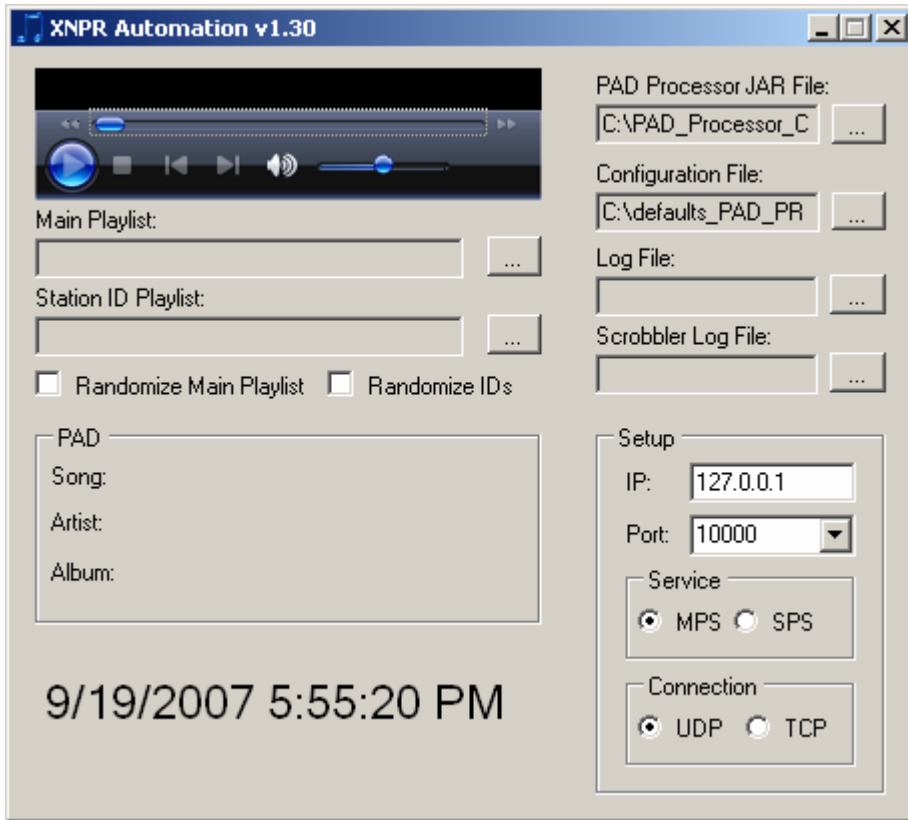 XNPR Automation v1.30
Main Playlist:
...
Station ID Playlist:
...
Randomize Main Playlist
Randomize IDs
PAD
Song:
Artist:
Album:
9/19/2007 5:55:20 PM
PAD Processor JAR File:
C:\PAD_Processor_C
...
Configuration File:
C:\defaults_PAD_PR
...
Log File:
...
Scrobbler Log File:
...
Setup
IP: 127.0.0.1
Port: 10000
Service
MPS SPS
Connection
UDP TCP